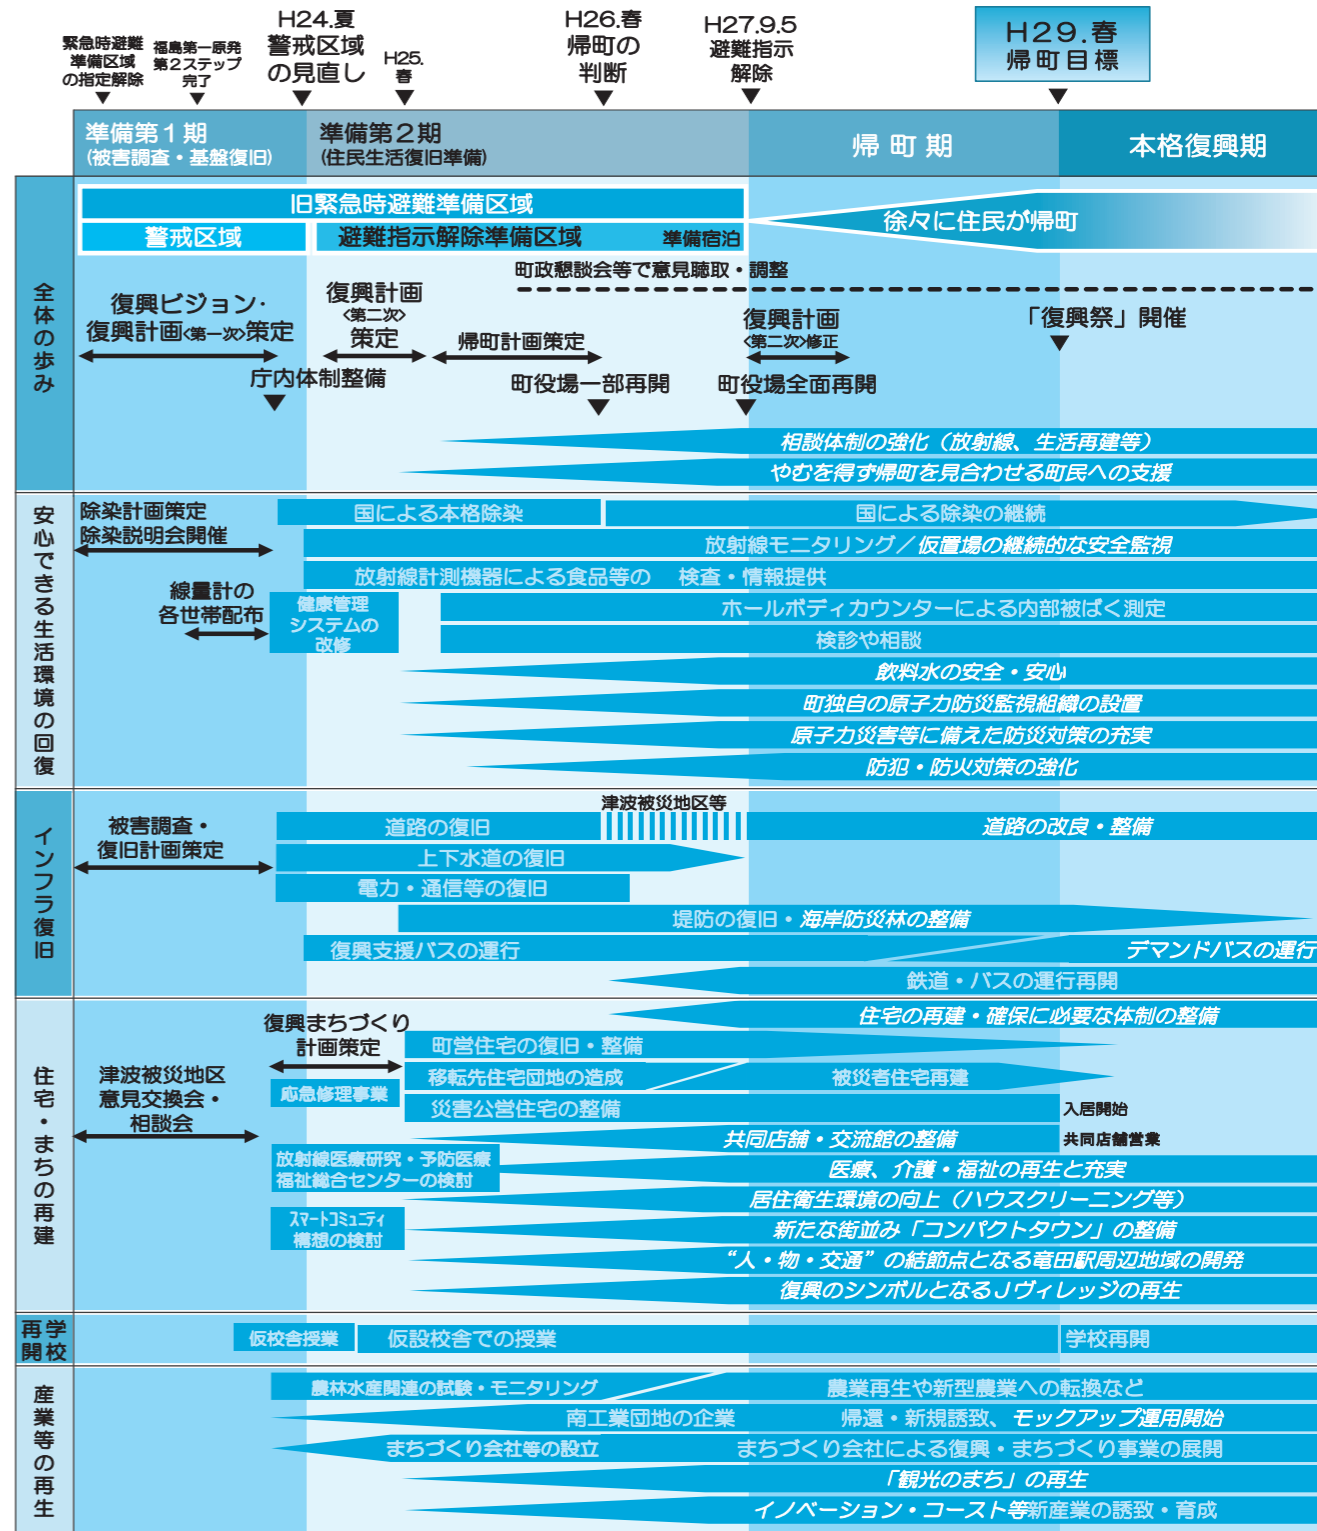 緊急時避難
準備区域
の指定解除
福島第一原発
第2ステップ
完了
H24.夏
警戒区域
の見直し
H25.
春
H26.春
帰町の
判断
H27.9.5
避難指示
解除
H29.春
帰町目標
準備第1期
(被害調査・基盤復旧)
準備第2期
(住民生活復旧準備)
帰町期
本格復興期
全体の歩み
旧緊急時避難準備区域
警戒区域
避難指示解除準備区域
準備宿泊
徐々に住民が帰町
町政懇談会等で意見聴取・調整
復興ビジョン・
復興計画<第一次>策定
復興計画
<第二次>
策定
帰町計画策定
復興計画
<第二次>修正
「復興祭」開催
庁内体制整備
町役場一部再開
町役場全面再開
相談体制の強化（放射線、生活再建等）
やむを得ず帰町を見合わせる町民への支援
安心できる生活環境の回復
除染計画策定
除染説明会開催
国による本格除染
国による除染の継続
放射線モニタリング／仮置場の継続的な安全監視
放射線計測機器による食品等の 検査・情報提供
線量計の
各世帯配布
健康管理
システムの
改修
ホールボディカウンターによる内部被ばく測定
検診や相談
飲料水の安全・安心
町独自の原子力防災監視組織の設置
原子力災害等に備えた防災対策の充実
防犯・防火対策の強化
インフラ復旧
被害調査・
復旧計画策定
道路の復旧
津波被災地区等
道路の改良・整備
上下水道の復旧
電力・通信等の復旧
堤防の復旧・海岸防災林の整備
復興支援バスの運行
デマンドバスの運行
鉄道・バスの運行再開
住宅・まちの再建
津波被災地区
意見交換会・
相談会
復興まちづくり
計画策定
応急修理事業
住宅の再建・確保に必要な体制の整備
町営住宅の復旧・整備
移転先住宅団地の造成
被災者住宅再建
災害公営住宅の整備
入居開始
共同店舗・交流館の整備
共同店舗営業
放射線医療研究・予防医療
福祉総合センターの検討
医療、介護・福祉の再生と充実
居住衛生環境の向上（ハウスクリーニング等）
スマートコミュニティ
構想の検討
新たな街並み「コンパクトタウン」の整備
“人・物・交通”の結節点となる竜田駅周辺地域の開発
復興のシンボルとなるJヴィレッジの再生
学校
再開
仮校舎授業
仮設校舎での授業
学校再開
産業等の再生
農林水産関連の試験・モニタリング
農業再生や新型農業への転換など
南工業団地の企業 帰還・新規誘致、モックアップ運用開始
まちづくり会社等の設立
まちづくり会社による復興・まちづくり事業の展開
「観光のまち」の再生
イノベーション・コースト等新産業の誘致・育成